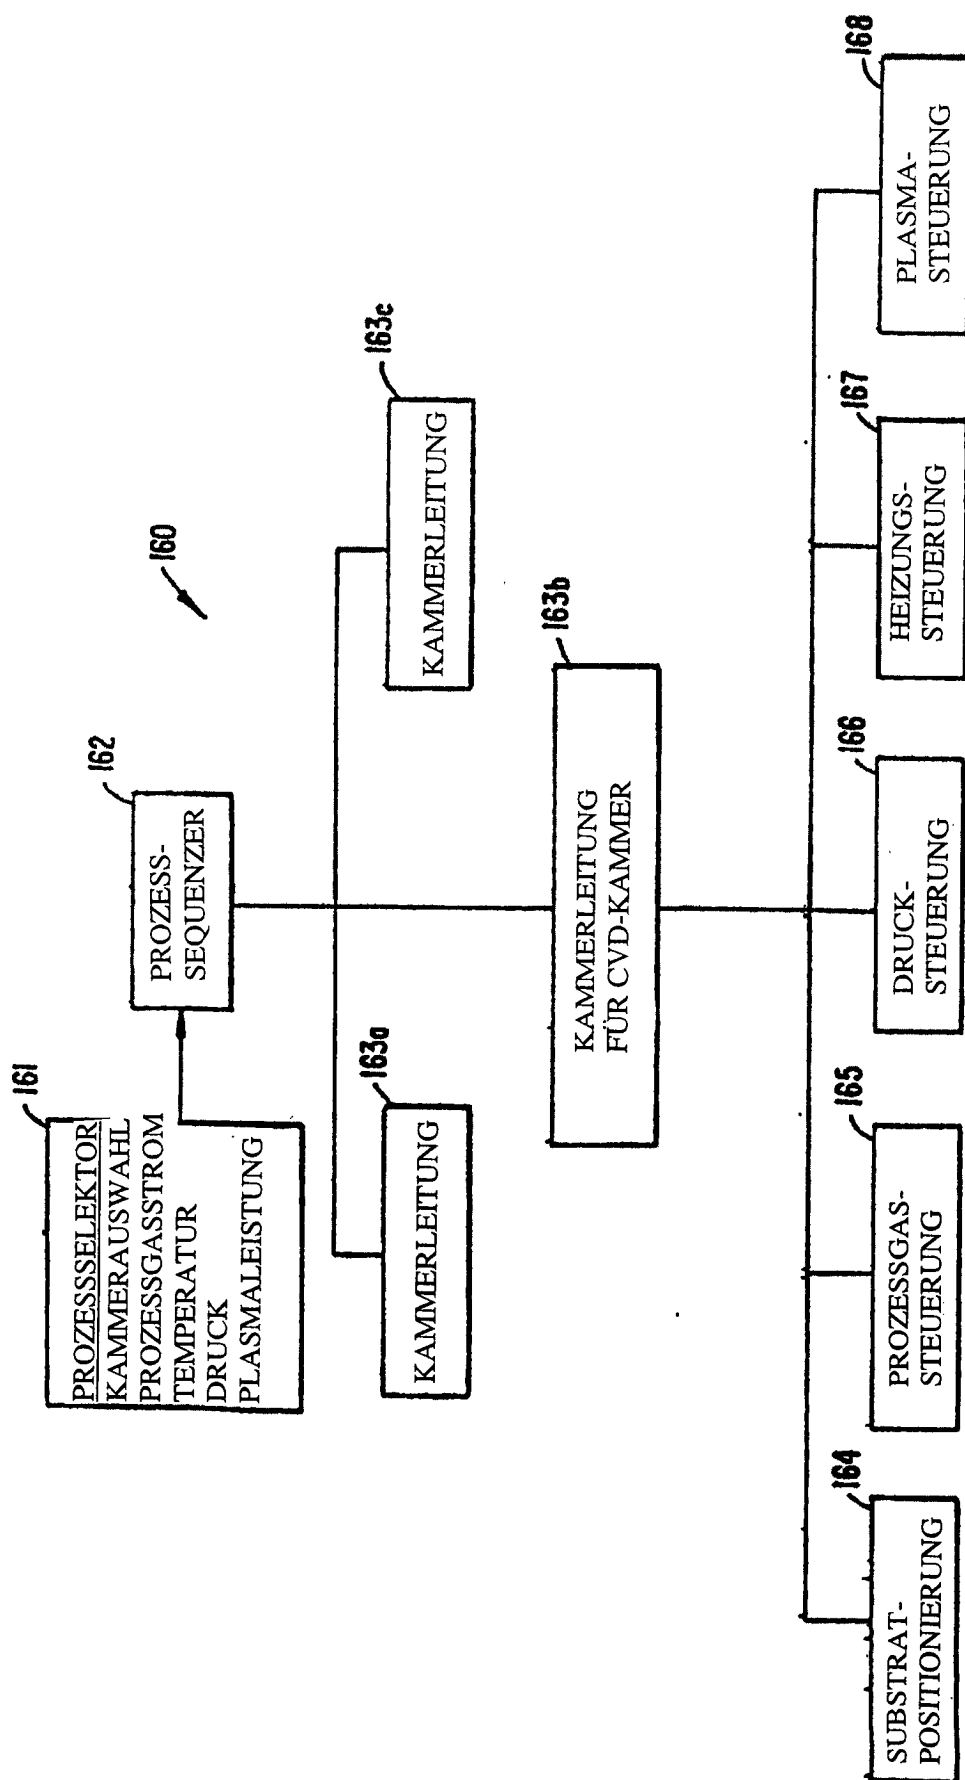 160
161
PROZESSSELEKTOR
KAMMERAUSWAHL
PROZESSGASSTROM
TEMPERATUR
DRUCK
PLASMALEISTUNG
162
PROZESS-
SEQUENZER
163a
KAMMERLEITUNG
163c
KAMMERLEITUNG
163b
KAMMERLEITUNG
FÜR CVD-KAMMER
164
SUBSTRAT-
POSITIONIERUNG
165
PROZESSGAS-
STEUERUNG
166
DRUCK-
STEUERUNG
167
HEIZUNGS-
STEUERUNG
168
PLASMA-
STEUERUNG